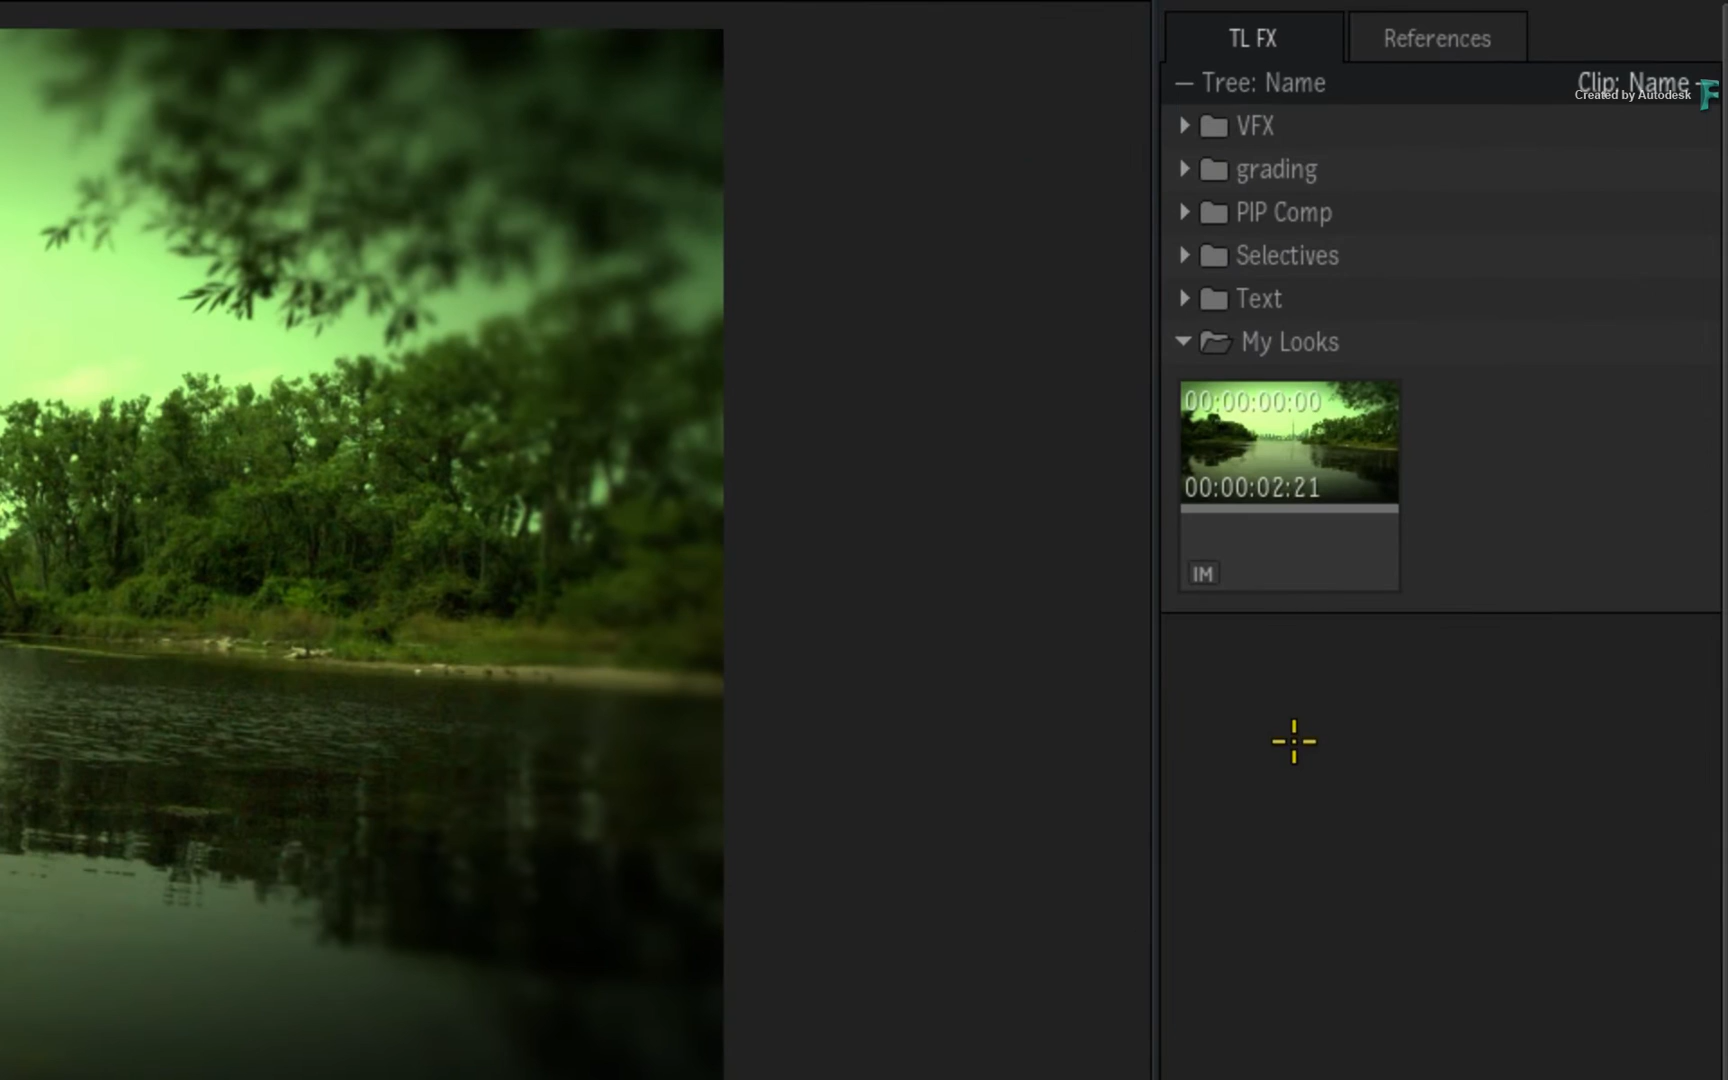 TL FX
References
Tree: Name
Clip: Name
Created by Autodesk
VFX
grading
PIP Comp
Selectives
Text
My Looks
00:00:00:00
00:00:02:21
IM